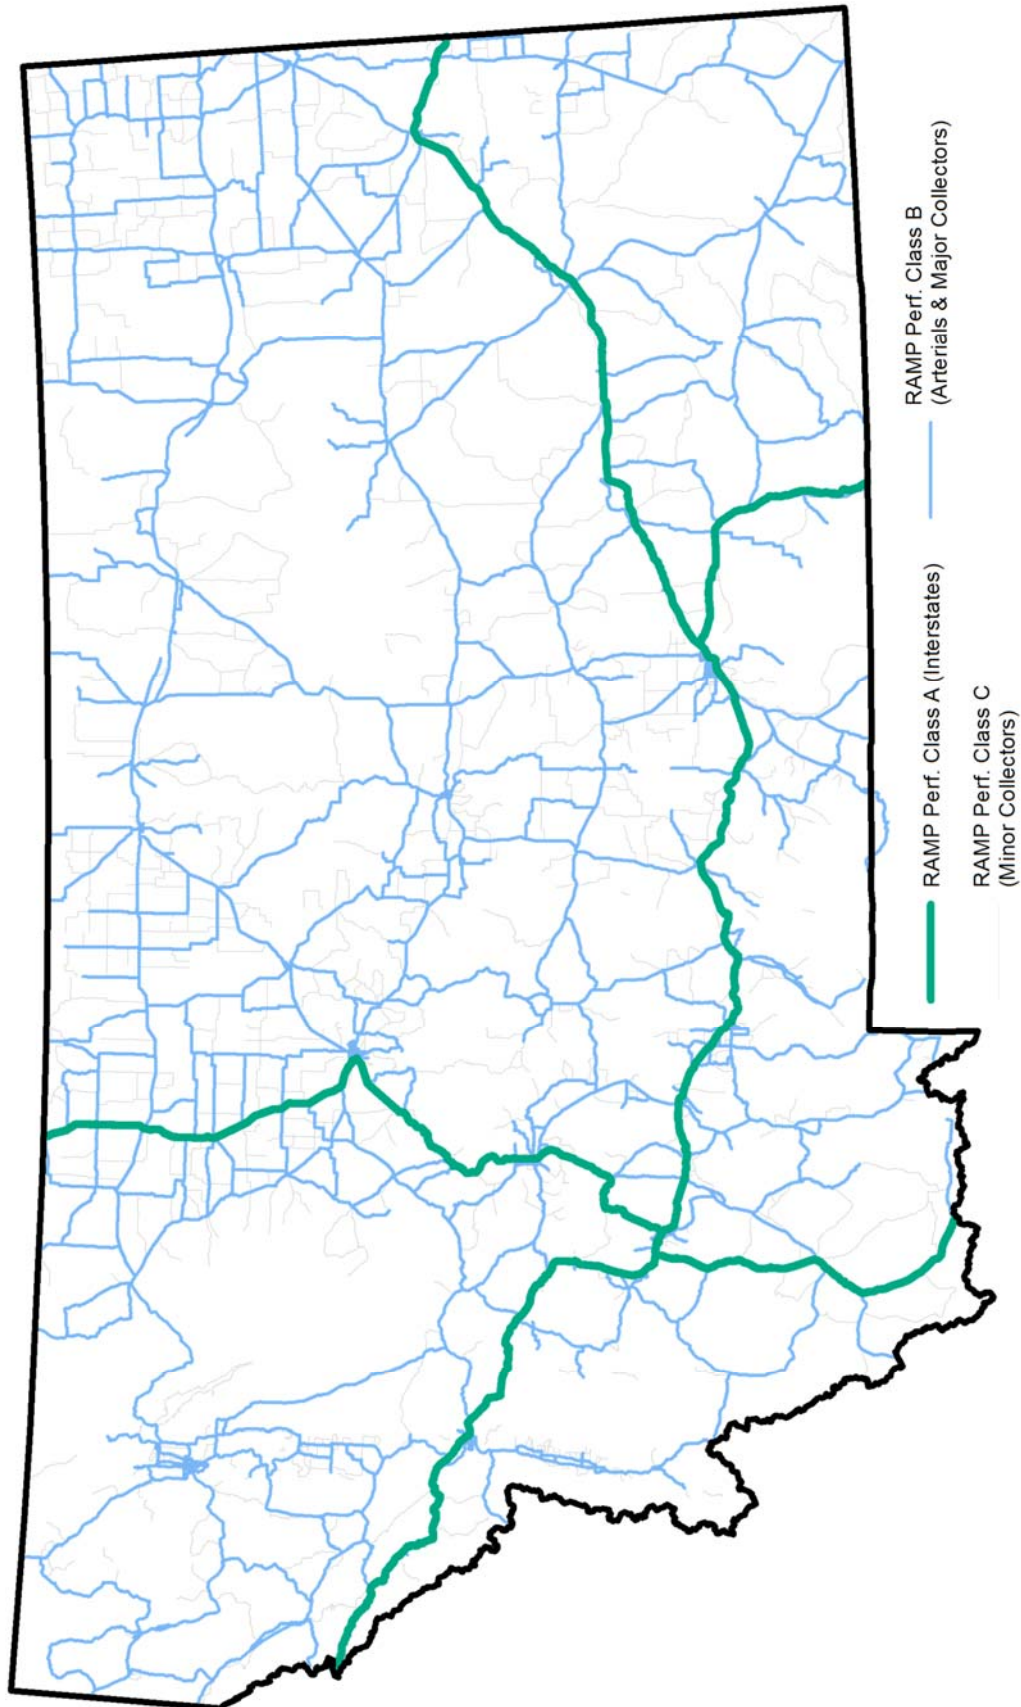 RAMP Perf. Class A (Interstates)
RAMP Perf. Class C
(Minor Collectors)
RAMP Perf. Class B
(Arterials & Major Collectors)